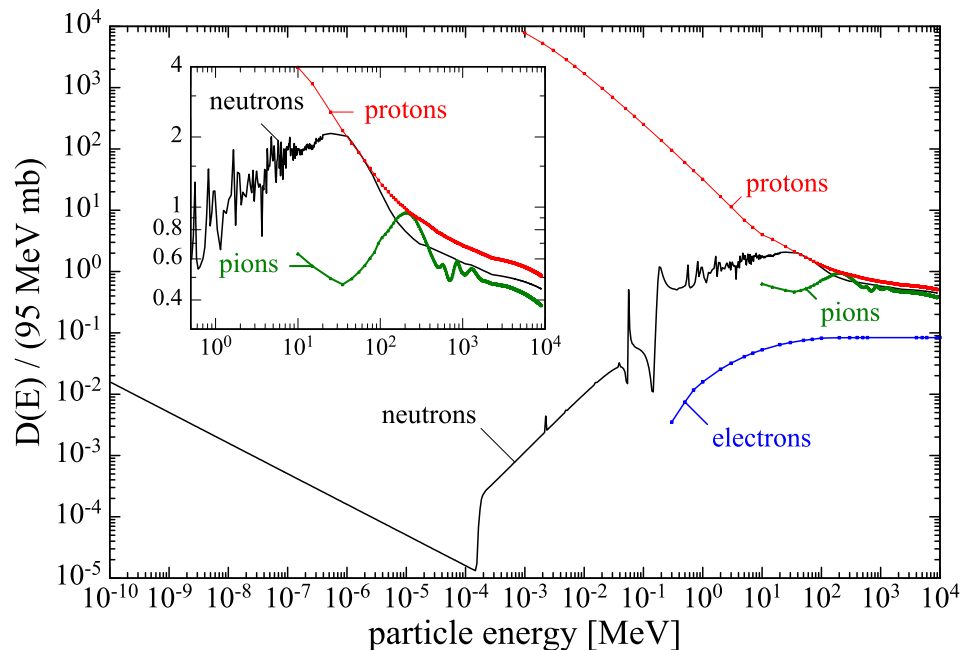 D(E) / (95 MeV mb)
10^4
10^3
10^2
10^1
10^0
10^-1
10^-2
10^-3
10^-4
10^-5
4
2
1
0.8
0.6
0.4
neutrons
protons
pions
10^0 10^1 10^2 10^3 10^4
protons
pions
neutrons
electrons
10^-10 10^-9 10^-8 10^-7 10^-6 10^-5 10^-4 10^-3 10^-2 10^-1 10^0 10^1 10^2 10^3 10^4
particle energy [MeV]